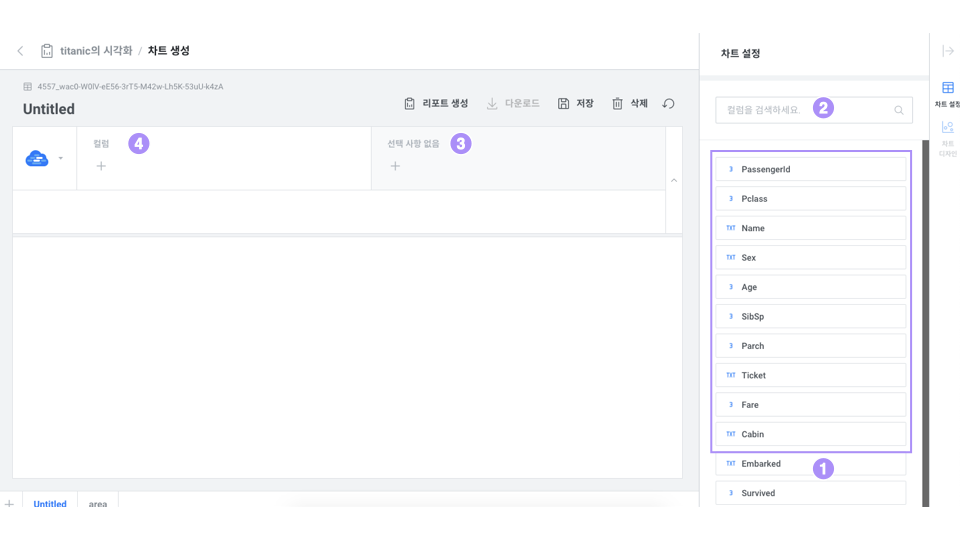 titanic의 시각화 / 차트 생성
4557_wac0-W0lV-eE56-3rT5-M42w-Lh5K-53uU-k4zA
Untitled
리포트 생성
다운로드
저장
삭제
컬럼 4
선택 사항 없음 3
Untitled
area
차트 설정
컬럼을 검색하세요. 2
3 PassengerId
3 Pclass
TXT Name
TXT Sex
3 Age
3 SibSp
3 Parch
TXT Ticket
3 Fare
TXT Cabin
TXT Embarked
1
3 Survived
차트 설정
차트
디자인